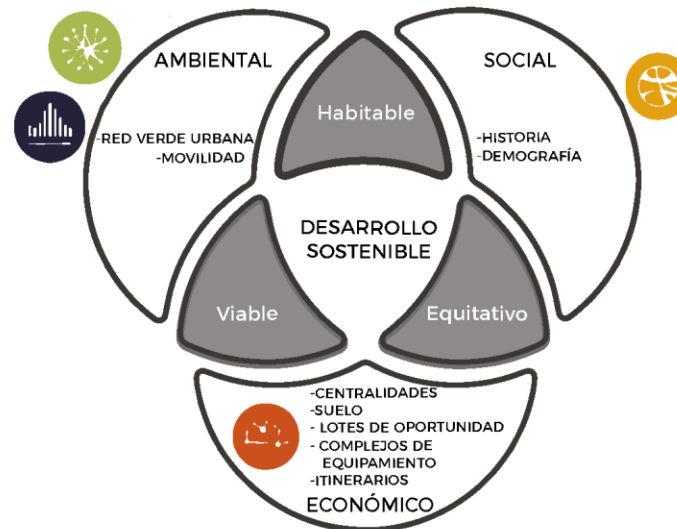 AMBIENTAL
-RED VERDE URBANA
-MOVILIDAD
Habitable
SOCIAL
-HISTORIA
-DEMOGRAFÍA
DESARROLLO
SOSTENIBLE
Viable
Equitativo
-CENTRALIDADES
-SUELO
- LOTES DE OPORTUNIDAD
- COMPLEJOS DE
EQUIPAMIENTO
-ITINERARIOS
ECONÓMICO